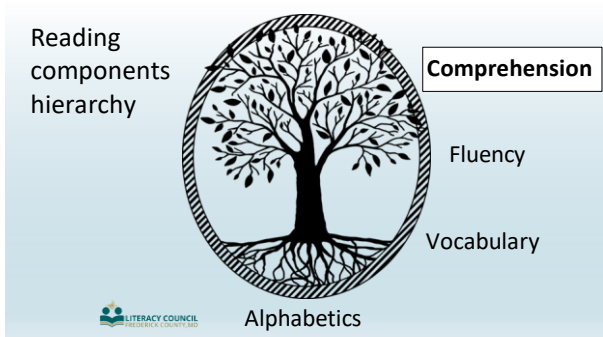 Reading
components
hierarchy
Comprehension
Fluency
Vocabulary
Alphabetics
LITERACY COUNCIL
FREDERICK COUNTY, MD